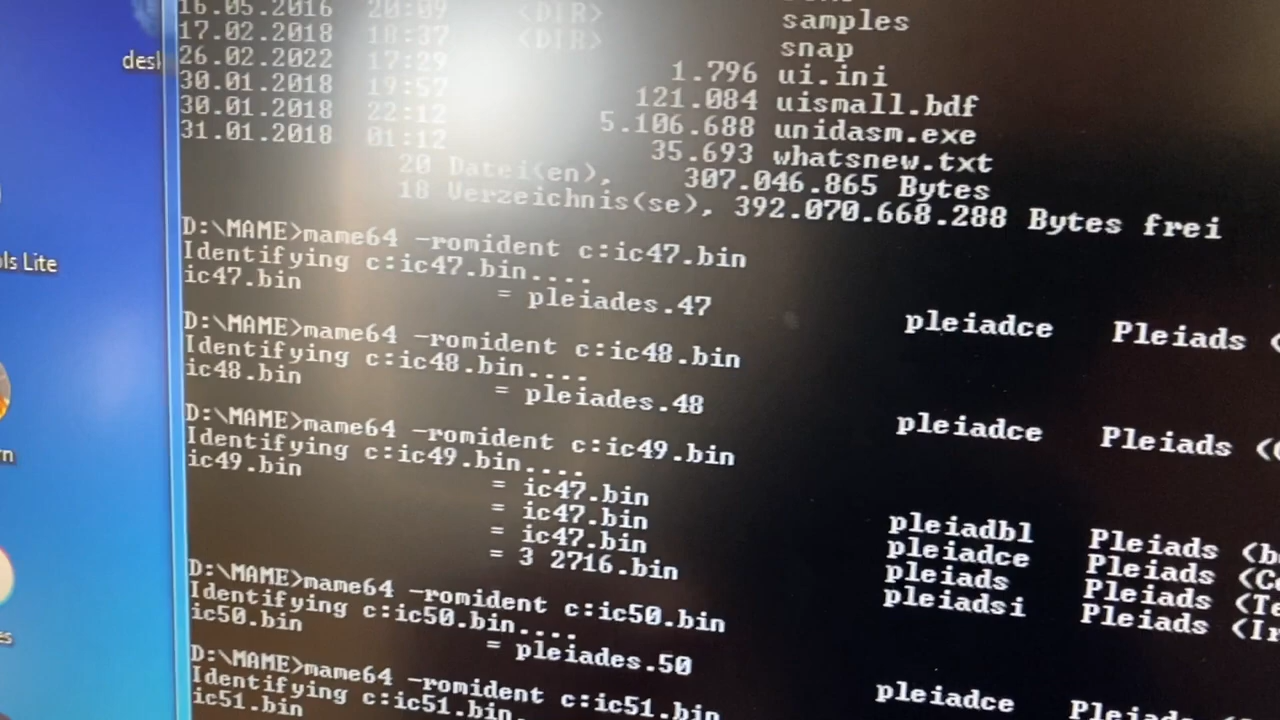 16.05.2016 20:09 <DIR> samples
17.02.2018 18:37 <DIR> snap
26.02.2022 17:29 1.796 ui.ini
30.01.2018 19:57 121.084 uismall.bdf
30.01.2018 22:12 5.106.688 unidasm.exe
31.01.2018 01:12 35.693 whatsnew.txt
20 Datei(en), 307.046.865 Bytes
18 Verzeichnis(se), 392.070.668.288 Bytes frei
D:\MAME>mame64 -romident c:ic47.bin
Identifying c:ic47.bin....
ic47.bin = pleiades.47 pleiadce Pleiads (
D:\MAME>mame64 -romident c:ic48.bin
Identifying c:ic48.bin....
ic48.bin = pleiades.48 pleiadce Pleiads (
D:\MAME>mame64 -romident c:ic49.bin
Identifying c:ic49.bin....
ic49.bin = ic47.bin pleiadbl Pleiads (b
= ic47.bin pleiadce Pleiads (Ce
= ic47.bin pleiads Pleiads (Te
= 3 2716.bin pleiadsi Pleiads (Ir
D:\MAME>mame64 -romident c:ic50.bin
Identifying c:ic50.bin....
ic50.bin = pleiades.50 pleiadce Pleiads
D:\MAME>mame64 -romident c:ic51.bin
Identifying c:ic51.bin..
ic51.bin
des
ols Lite